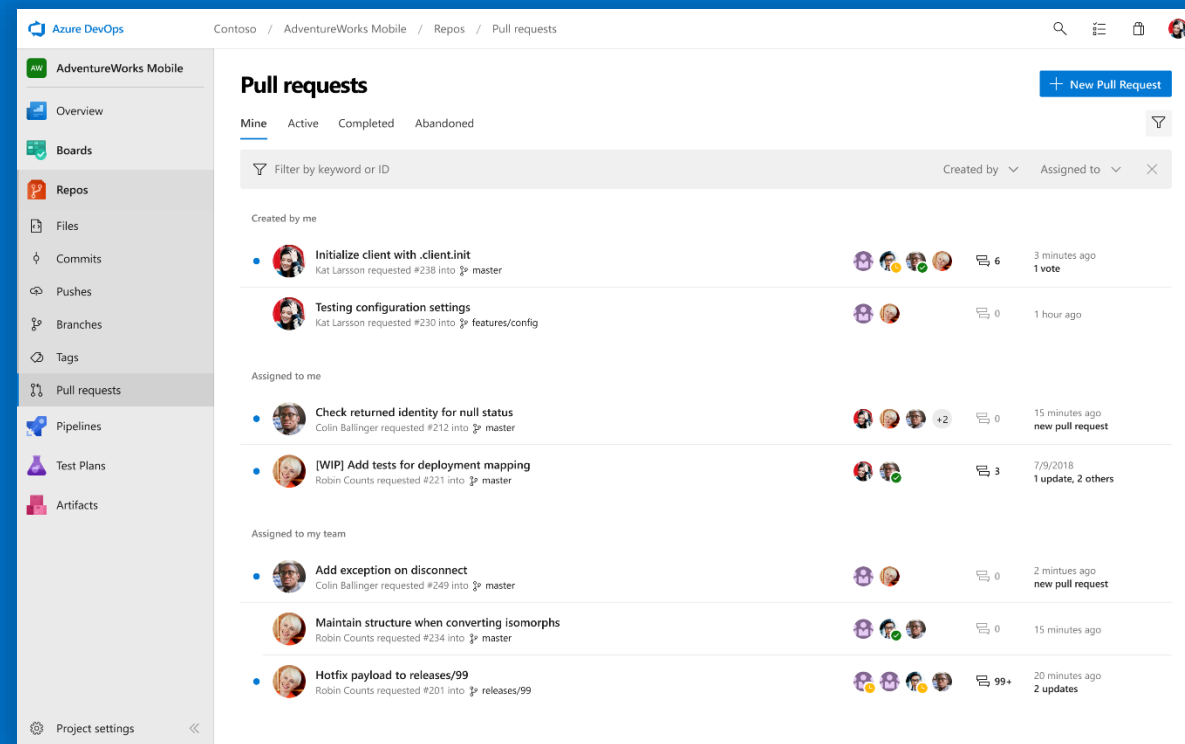 Azure DevOps
Contoso / AdventureWorks Mobile / Repos / Pull requests
AW AdventureWorks Mobile
Overview
Boards
Repos
Files
Commits
Pushes
Branches
Tags
Pull requests
Pipelines
Test Plans
Artifacts
Project settings
Pull requests
New Pull Request
Mine Active Completed Abandoned
Filter by keyword or ID Created by Assigned to
Created by me
Initialize client with .client.init
Kat Larsson requested #238 into master
6
3 minutes ago
1 vote
Testing configuration settings
Kat Larsson requested #230 into features/config
0
1 hour ago
Assigned to me
Check returned identity for null status
Colin Ballinger requested #212 into master
+2
0
15 minutes ago
new pull request
[WIP] Add tests for deployment mapping
Robin Counts requested #221 into master
3
7/9/2018
1 update, 2 others
Assigned to my team
Add exception on disconnect
Colin Ballinger requested #249 into master
0
2 mintues ago
new pull request
Maintain structure when converting isomorphs
Robin Counts requested #234 into master
0
15 minutes ago
Hotfix payload to releases/99
Robin Counts requested #201 into releases/99
99+
20 minutes ago
2 updates